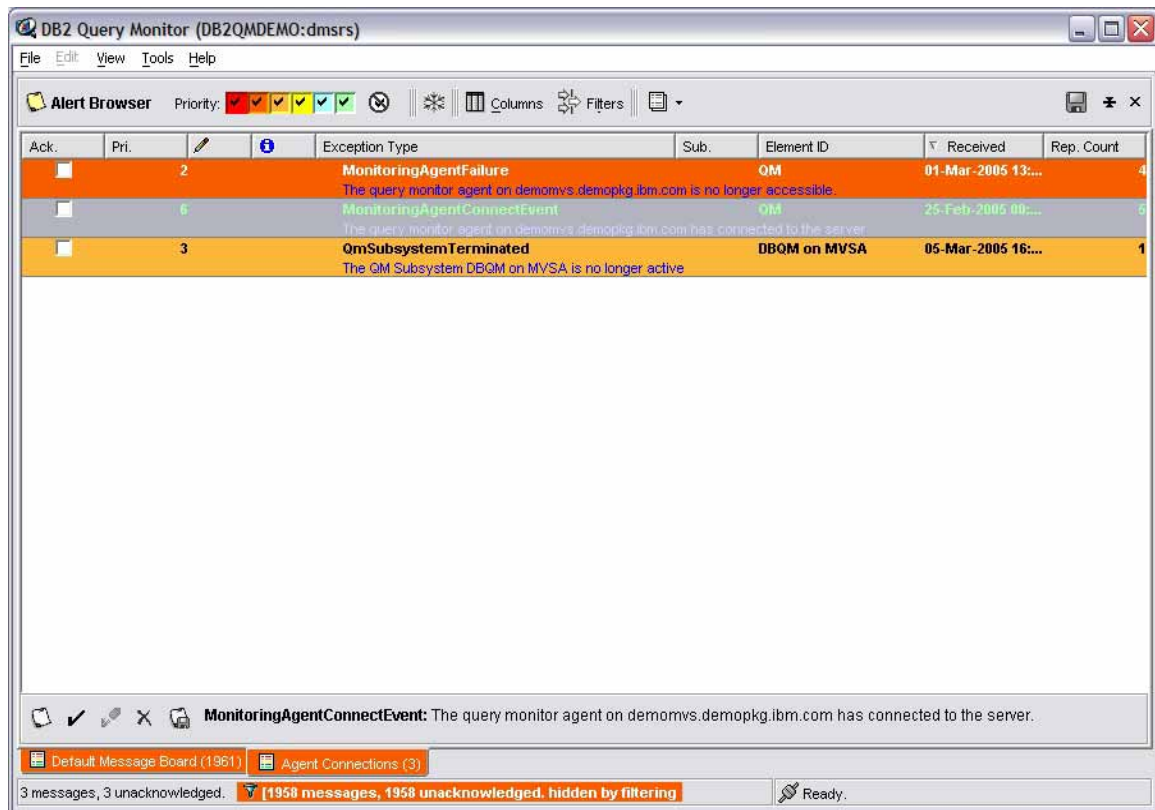 DB2 Query Monitor (DB2QMDEMO:dmsrs)
File Edit View Tools Help
Alert Browser Priority: Columns Filters
Ack. Pri. Exception Type Sub. Element ID Received Rep. Count
2 MonitoringAgentFailure QM 01-Mar-2005 13:... 4
The query monitor agent on demomvs.demopkg.ibm.com is no longer accessible.
6 MonitoringAgentConnectEvent QM 25-Feb-2005 00:... 5
The query monitor agent on demomvs.demopkg.ibm.com has connected to the server
3 QmSubsystemTerminated DBQM on MVSA 05-Mar-2005 16:... 1
The QM Subsystem DBQM on MVSA is no longer active
MonitoringAgentConnectEvent: The query monitor agent on demomvs.demopkg.ibm.com has connected to the server.
Default Message Board (1961) Agent Connections (3)
3 messages, 3 unacknowledged. [1958 messages, 1958 unacknowledged. hidden by filtering Ready.